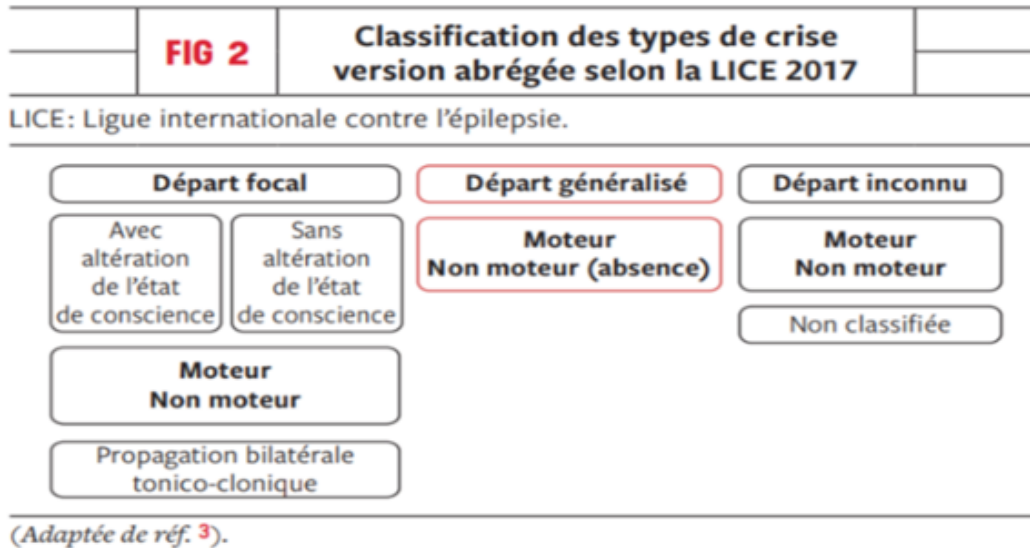 FIG 2
Classification des types de crise
version abrégée selon la LICE 2017
LICE: Ligue internationale contre l'épilepsie.
Départ focal
Avec
altération
de l'état
de conscience
Sans
altération
de l'état
de conscience
Moteur
Non moteur
Propagation bilatérale
tonico-clonique
Départ généralisé
Moteur
Non moteur (absence)
Départ inconnu
Moteur
Non moteur
Non classifiée
(Adaptée de réf. 3).